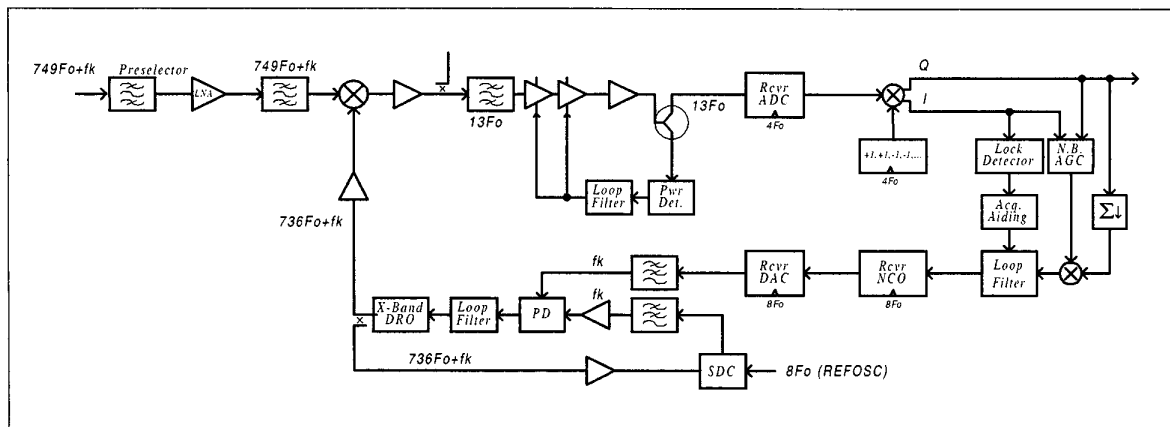 749Fo+fk
Preselector
LNA
749Fo+fk
13Fo
13Fo
Rcvr
ADC
4Fo
Q
I
+1,+1,-1,-1,...
4Fo
Lock
Detector
N.B.
AGC
Loop
Filter
Pwr
Det.
Acq.
Aiding
Σ↓
736Fo+fk
fk
Rcvr
DAC
8Fo
Rcvr
NCO
8Fo
Loop
Filter
X-Band
DRO
Loop
Filter
PD
fk
736Fo+fk
SDC
8Fo (REFOSC)